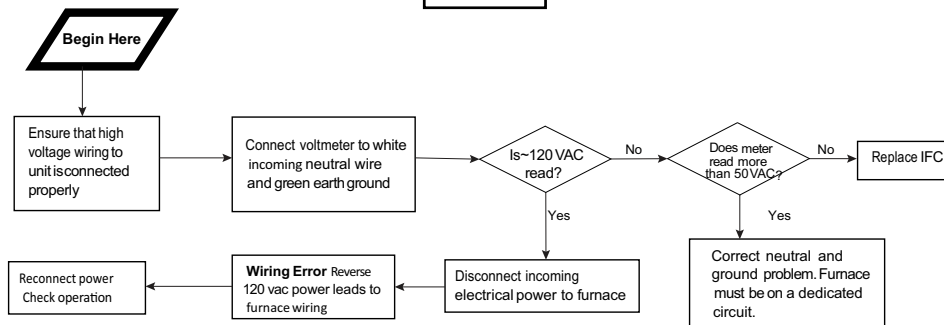 Begin Here
Ensure that high
voltage wiring to
unit is connected
properly
Connect voltmeter to white
incoming neutral wire
and green earth ground
Is ~120 VAC
read?
No
Does meter
read more
than 50 VAC?
No
Replace IFC
Yes
Yes
Reconnect power
Check operation
Wiring Error Reverse
120 vac power leads to
furnace wiring
Disconnect incoming
electrical power to furnace
Correct neutral and
ground problem. Furnace
must be on a dedicated
circuit.